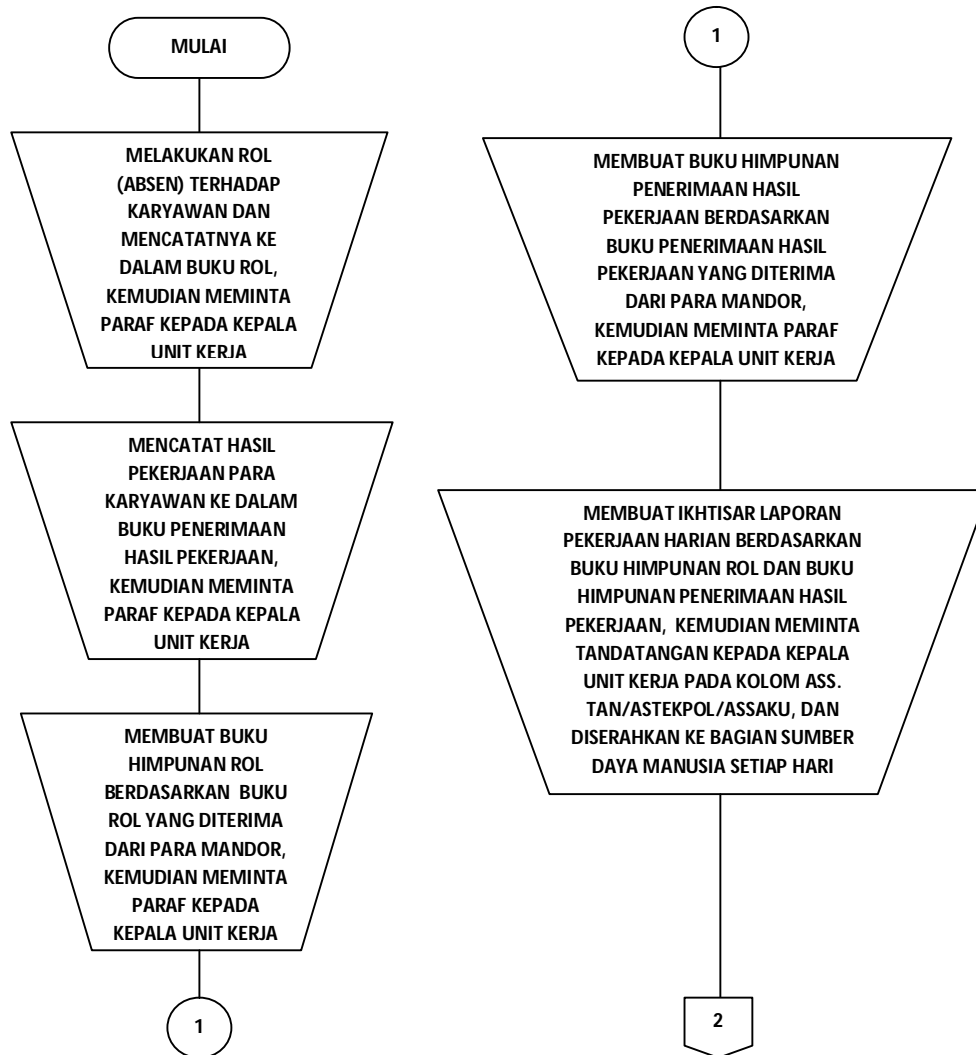 MULAI
MELAKUKAN ROL
(ABSEN) TERHADAP
KARYAWAN DAN
MENCATATNYA KE
DALAM BUKU ROL,
KEMUDIAN MEMINTA
PARAF KEPADA KEPALA
UNIT KERJA
MENCATAT HASIL
PEKERJAAN PARA
KARYAWAN KE DALAM
BUKU PENERIMAAN
HASIL PEKERJAAN,
KEMUDIAN MEMINTA
PARAF KEPADA KEPALA
UNIT KERJA
MEMBUAT BUKU
HIMPUNAN ROL
BERDASARKAN BUKU
ROL YANG DITERIMA
DARI PARA MANDOR,
KEMUDIAN MEMINTA
PARAF KEPADA
KEPALA UNIT KERJA
1
1
MEMBUAT BUKU HIMPUNAN
PENERIMAAN HASIL
PEKERJAAN BERDASARKAN
BUKU PENERIMAAN HASIL
PEKERJAAN YANG DITERIMA
DARI PARA MANDOR,
KEMUDIAN MEMINTA PARAF
KEPADA KEPALA UNIT KERJA
MEMBUAT IKHTISAR LAPORAN
PEKERJAAN HARIAN BERDASARKAN
BUKU HIMPUNAN ROL DAN BUKU
HIMPUNAN PENERIMAAN HASIL
PEKERJAAN, KEMUDIAN MEMINTA
TANDATANGAN KEPADA KEPALA
UNIT KERJA PADA KOLOM ASS.
TAN/ASTEKPOL/ASSAKU, DAN
DISERAHKAN KE BAGIAN SUMBER
DAYA MANUSIA SETIAP HARI
2